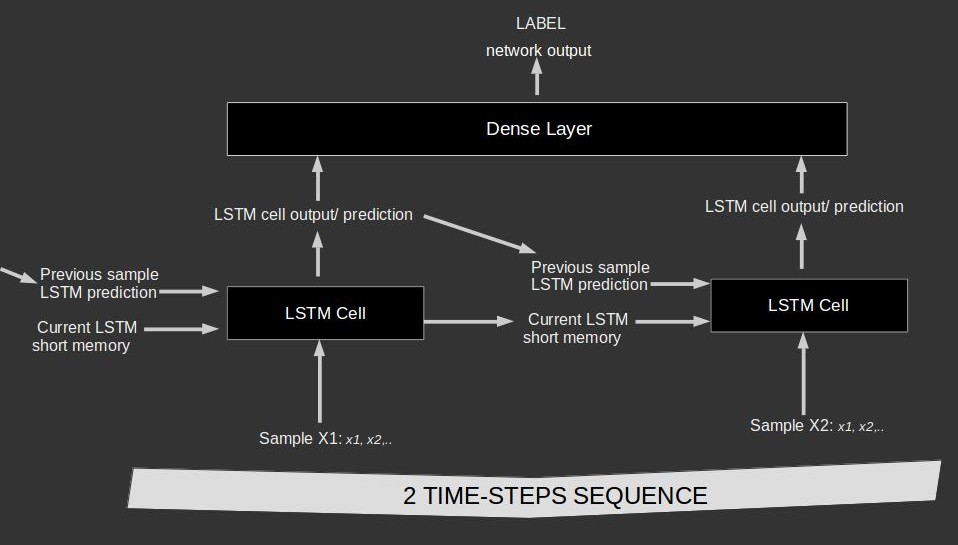 LABEL
network output
Dense Layer
LSTM cell output/ prediction
LSTM cell output/ prediction
Previous sample
LSTM prediction
Current LSTM
short memory
LSTM Cell
Previous sample
LSTM prediction
Current LSTM
short memory
LSTM Cell
Sample X1: x1, x2,..
Sample X2: x1, x2,..
2 TIME-STEPS SEQUENCE